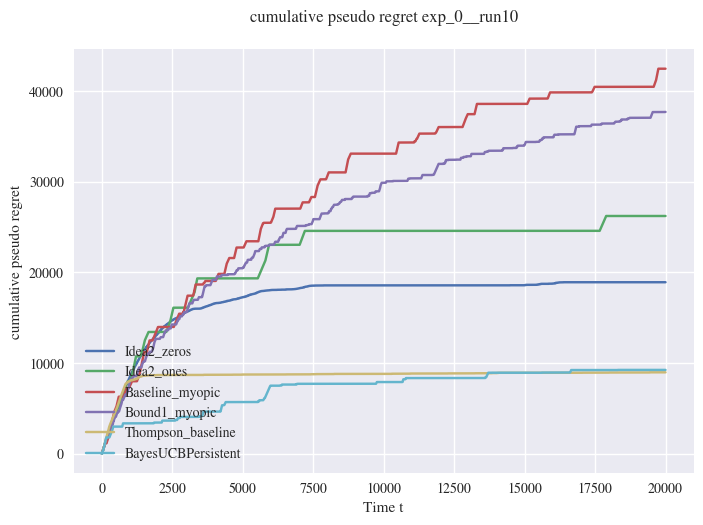 cumulative pseudo regret exp_0__run10
cumulative pseudo regret
40000
30000
20000
10000
0
Idea2_zeros
Idea2_ones
Baseline_myopic
Bound1_myopic
Thompson_baseline
BayesUCBPersistent
0 2500 5000 7500 10000 12500 15000 17500 20000
Time t